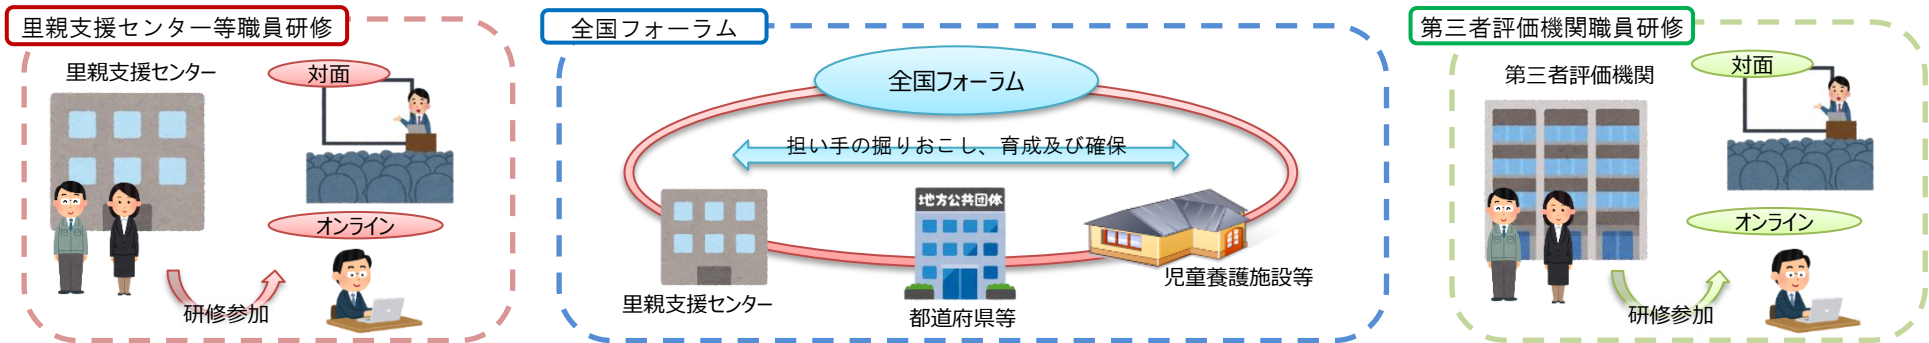 里親支援センター等職員研修
里親支援センター
対面
オンライン
研修参加
全国フォーラム
全国フォーラム
担い手の掘りおこし、育成及び確保
里親支援センター
地方公共団体
都道府県等
児童養護施設等
第三者評価機関職員研修
第三者評価機関
対面
オンライン
研修参加